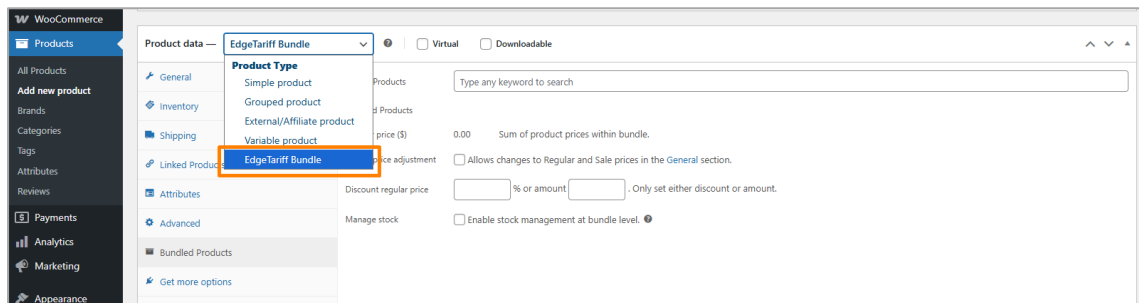 WooCommerce
Products
All Products
Add new product
Brands
Categories
Tags
Attributes
Reviews
Payments
Analytics
Marketing
Appearance
Product data — EdgeTariff Bundle Virtual Downloadable
Product Type
Simple product
Grouped product
External/Affiliate product
Variable product
EdgeTariff Bundle
General
Inventory
Shipping
Linked Products
Attributes
Advanced
Bundled Products
Get more options
Products Type any keyword to search
d Products
price ($) 0.00 Sum of product prices within bundle.
price adjustment Allows changes to Regular and Sale prices in the General section.
Discount regular price % or amount . Only set either discount or amount.
Manage stock Enable stock management at bundle level.